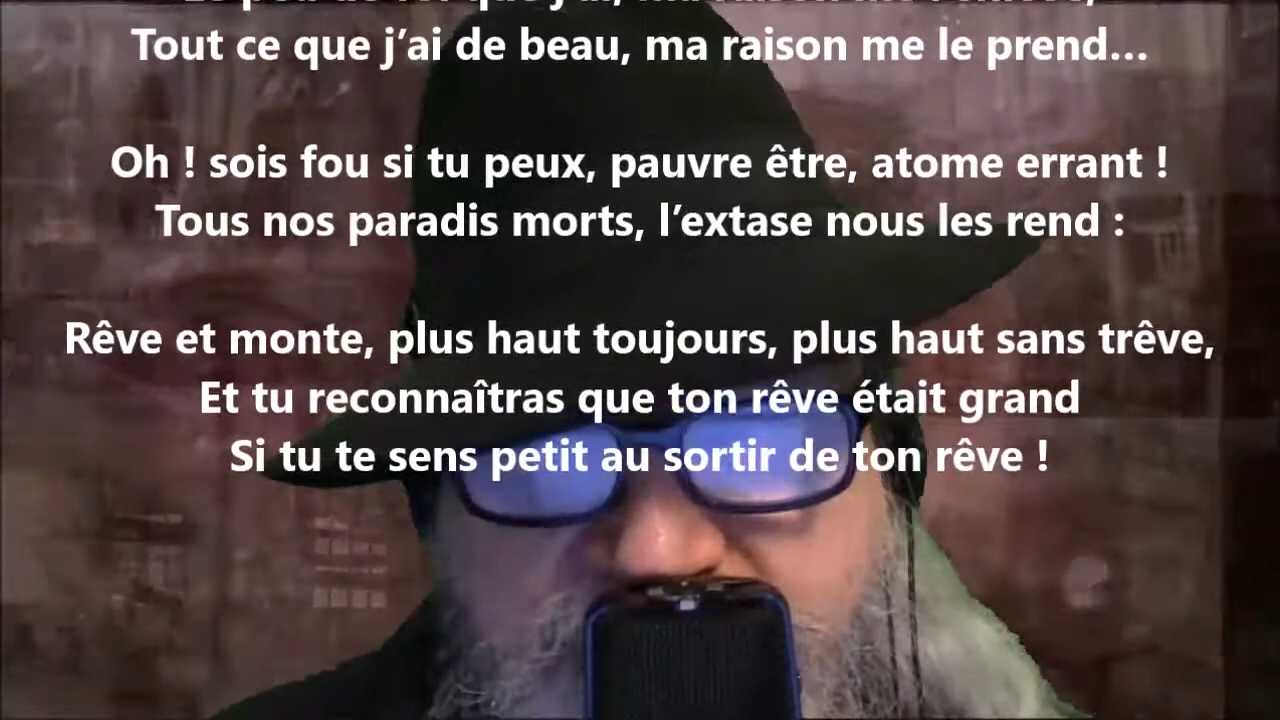 Tout ce que j’ai de beau, ma raison me le prend...
Oh ! sois fou si tu peux, pauvre être, atome errant !
Tous nos paradis morts, l’extase nous les rend :
Rêve et monte, plus haut toujours, plus haut sans trêve,
Et tu reconnaîtras que ton rêve était grand
Si tu te sens petit au sortir de ton rêve !